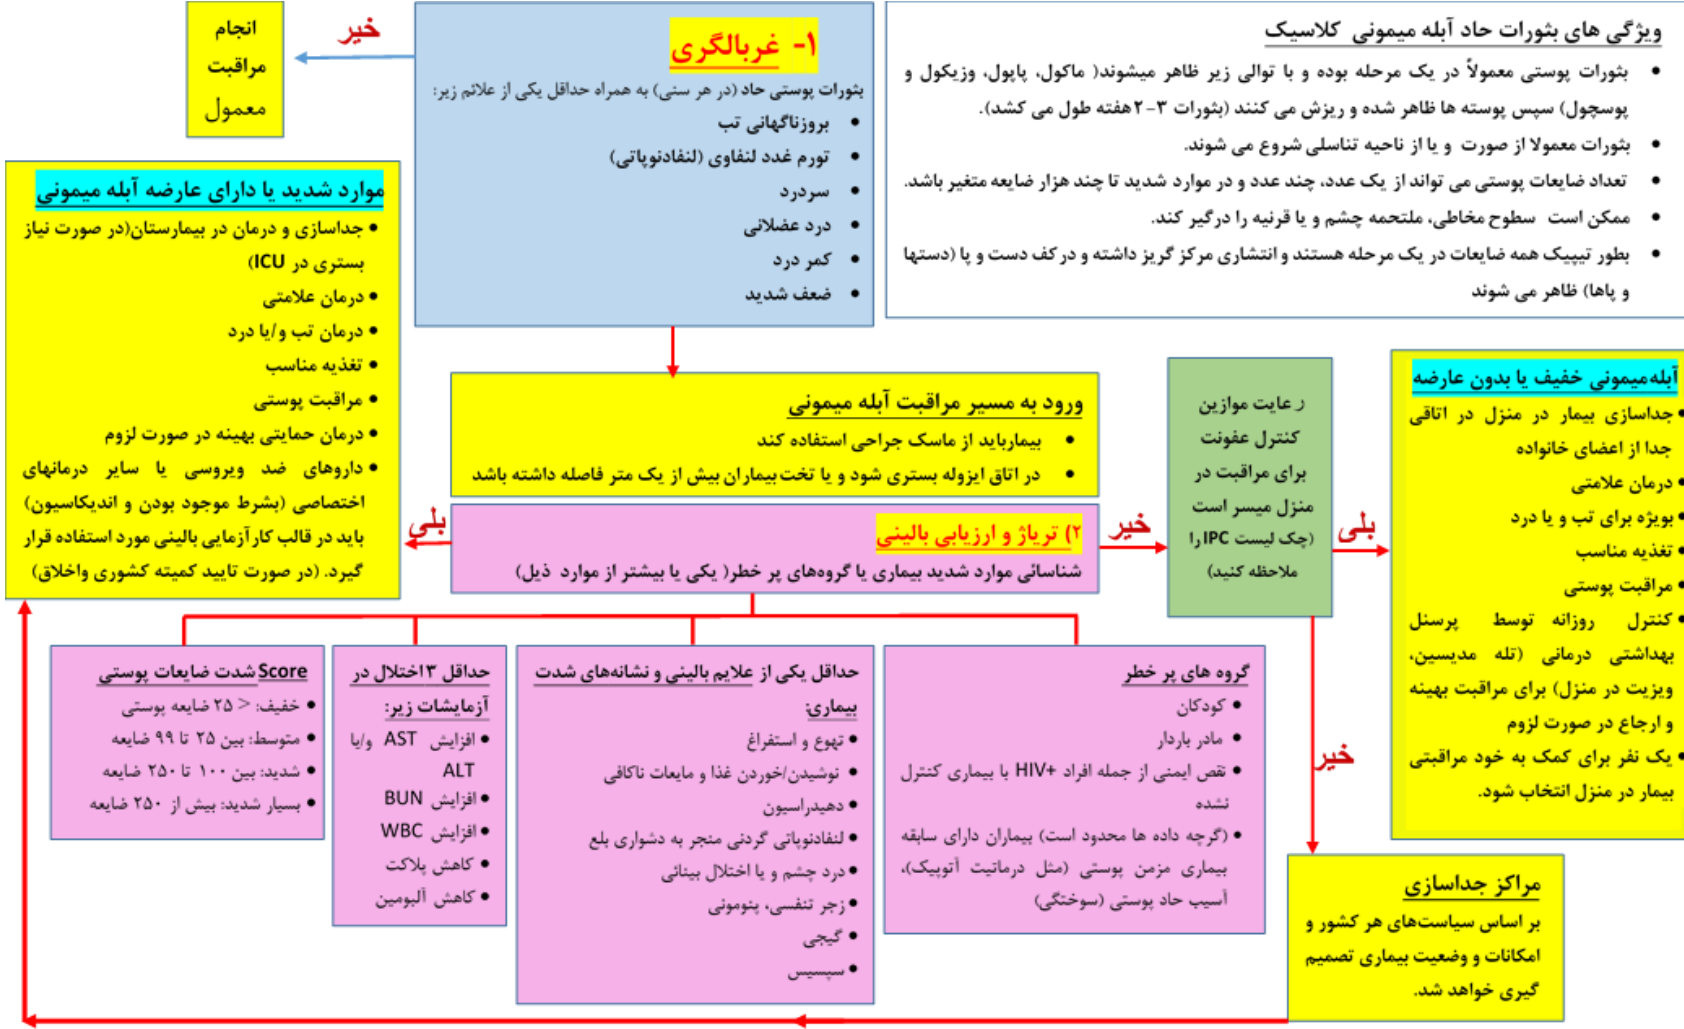 ویژگی های بثورات حاد آبله میمونی کلاسیک
• بثورات پوستی معمولاً در یک مرحله بوده و با توالی زیر ظاهر میشوند( ماکول، پاپول، وزیکول و
پوسچول) سپس پوسته ها ظاهر شده و ریزش می کنند (بثورات ۳-۲هفته طول می کشد).
• بثورات معمولا از صورت و یا از ناحیه تناسلی شروع می شوند.
• تعداد ضایعات پوستی می تواند از یک عدد، چند عدد و در موارد شدید تا چند هزار ضایعه متغیر باشد.
• ممکن است سطوح مخاطی، ملتحمه چشم و یا قرنیه را درگیر کند.
• بطور تیپیک همه ضایعات در یک مرحله هستند و انتشاری مرکز گریز داشته و در کف دست و پا (دستها
و پاها) ظاهر می شوند
۱- غربالگری
بثورات پوستی حاد (در هر سنی) به همراه حداقل یکی از علائم زیر:
• بروزناگهانی تب
• تورم غدد لنفاوی (لنفادنوپاتی)
• سردرد
• درد عضلانی
• کمر درد
• ضعف شدید
خیر
انجام
مراقبت
معمول
ورود به مسیر مراقبت آبله میمونی
• بیمارباید از ماسک جراحی استفاده کند
• در اتاق ایزوله بستری شود و یا تخت بیماران بیش از یک متر فاصله داشته باشد
۲) تریاژ و ارزیابی بالینی
شناسائی موارد شدید بیماری یا گروه‌های پر خطر( یکی یا بیشتر از موارد ذیل)
بلی
موارد شدید یا دارای عارضه آبله میمونی
• جداسازی و درمان در بیمارستان(در صورت نیاز
بستری در ICU)
• درمان علامتی
• درمان تب و/یا درد
• تغذیه مناسب
• مراقبت پوستی
• درمان حمایتی بهینه در صورت لزوم
• داروهای ضد ویروسی یا سایر درمانهای
اختصاصی (بشرط موجود بودن و اندیکاسیون)
باید در قالب کارآزمایی بالینی مورد استفاده قرار
گیرد. (در صورت تایید کمیته کشوری واخلاق)
خیر
رعایت موازین
کنترل عفونت
برای مراقبت در
منزل میسر است
(چک لیست IPC را
ملاحظه کنید)
بلی
آبله‌میمونی خفیف یا بدون عارضه
• جداسازی بیمار در منزل در اتاقی
جدا از اعضای خانواده
• درمان علامتی
• بویژه برای تب و یا درد
• تغذیه مناسب
• مراقبت پوستی
• کنترل روزانه توسط پرسنل
بهداشتی درمانی (تله مدیسین،
ویزیت در منزل) برای مراقبت بهینه
و ارجاع در صورت لزوم
• یک نفر برای کمک به خود مراقبتی
بیمار در منزل انتخاب شود.
خیر
مراکز جداسازی
بر اساس سیاست‌های هر کشور و
امکانات و وضعیت بیماری تصمیم
گیری خواهد شد.
گروه های پر خطر
• کودکان
• مادر باردار
• نقص ایمنی از جمله افراد HIV+ با بیماری کنترل
نشده
• (گرچه داده ها محدود است) بیماران دارای سابقه
بیماری مزمن پوستی (مثل درماتیت آتوپیک)،
آسیب حاد پوستی (سوختگی)
حداقل یکی از علایم بالینی و نشانه‌های شدت
بیماری:
• تهوع و استفراغ
• نوشیدن/خوردن غذا و مایعات ناکافی
• دهیدراسیون
• لنفادنوپاتی گردنی منجر به دشواری بلع
• درد چشم و یا اختلال بینائی
• زجر تنفسی، پنومونی
• گیجی
• سپسیس
حداقل ۳ اختلال در
آزمایشات زیر:
• افزایش AST و/یا
ALT
• افزایش BUN
• افزایش WBC
• کاهش پلاکت
• کاهش آلبومین
Score شدت ضایعات پوستی
• خفیف: < ۲۵ ضایعه پوستی
• متوسط: بین ۲۵ تا ۹۹ ضایعه
• شدید: بین ۱۰۰ تا ۲۵۰ ضایعه
• بسیار شدید: بیش از ۲۵۰ ضایعه